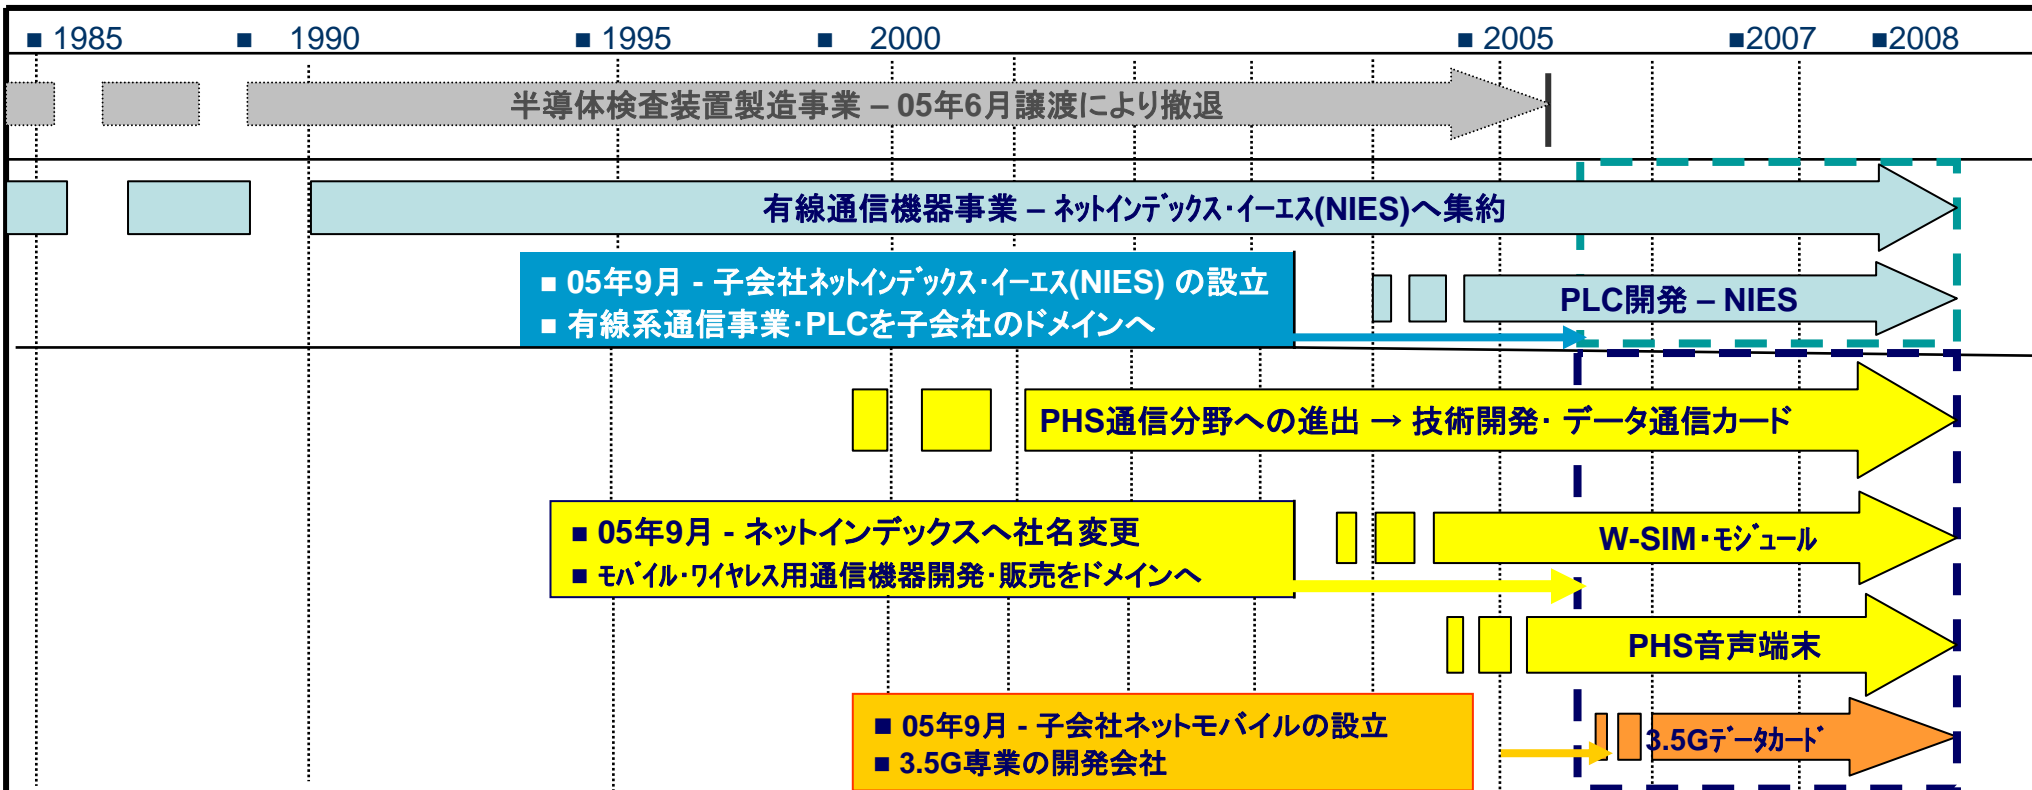 ■ 1985 ■ 1990 ■ 1995 ■ 2000 ■ 2005 ■2007 ■2008
半導体検査装置製造事業 – 05年6月譲渡により撤退
有線通信機器事業 – ﾈｯﾄｲﾝﾃﾞｯｸｽ･ｲｰｴｽ(NIES)へ集約
■ 05年9月 - 子会社ﾈｯﾄｲﾝﾃﾞｯｸｽ･ｲｰｴｽ(NIES) の設立
■ 有線系通信事業･PLCを子会社のドメインへ
PLC開発 – NIES
PHS通信分野への進出 → 技術開発･ データ通信カード
■ 05年9月 - ネットインデックスへ社名変更
■ ﾓﾊﾞｲﾙ･ﾜｲﾔﾚｽ用通信機器開発･販売をドメインへ
W-SIM･ﾓｼﾞｭｰﾙ
PHS音声端末
■ 05年9月 - 子会社ネットモバイルの設立
■ 3.5G専業の開発会社
3.5Gﾃﾞｰﾀｶｰﾄﾞ